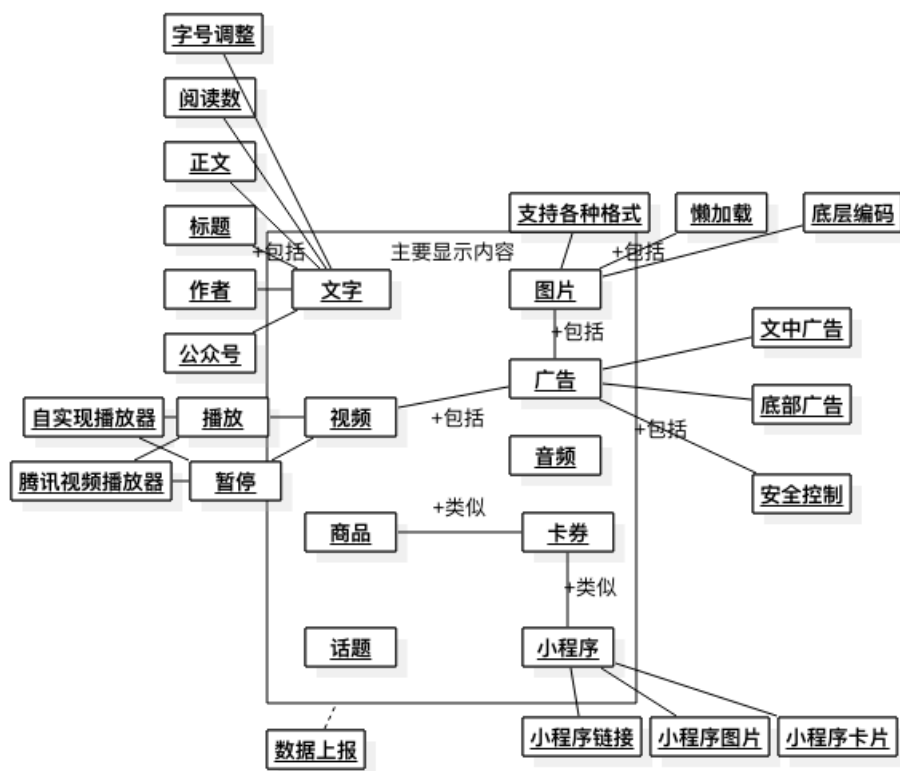 字号调整
阅读数
正文
支持各种格式
懒加载
底层编码
标题
+包括
主要显示内容
+包括
作者
文字
图片
+包括
文中广告
公众号
广告
底部广告
自实现播放器
播放
视频
+包括
+包括
音频
腾讯视频播放器
暂停
安全控制
+类似
商品
卡券
+类似
话题
小程序
数据上报
小程序链接
小程序图片
小程序卡片